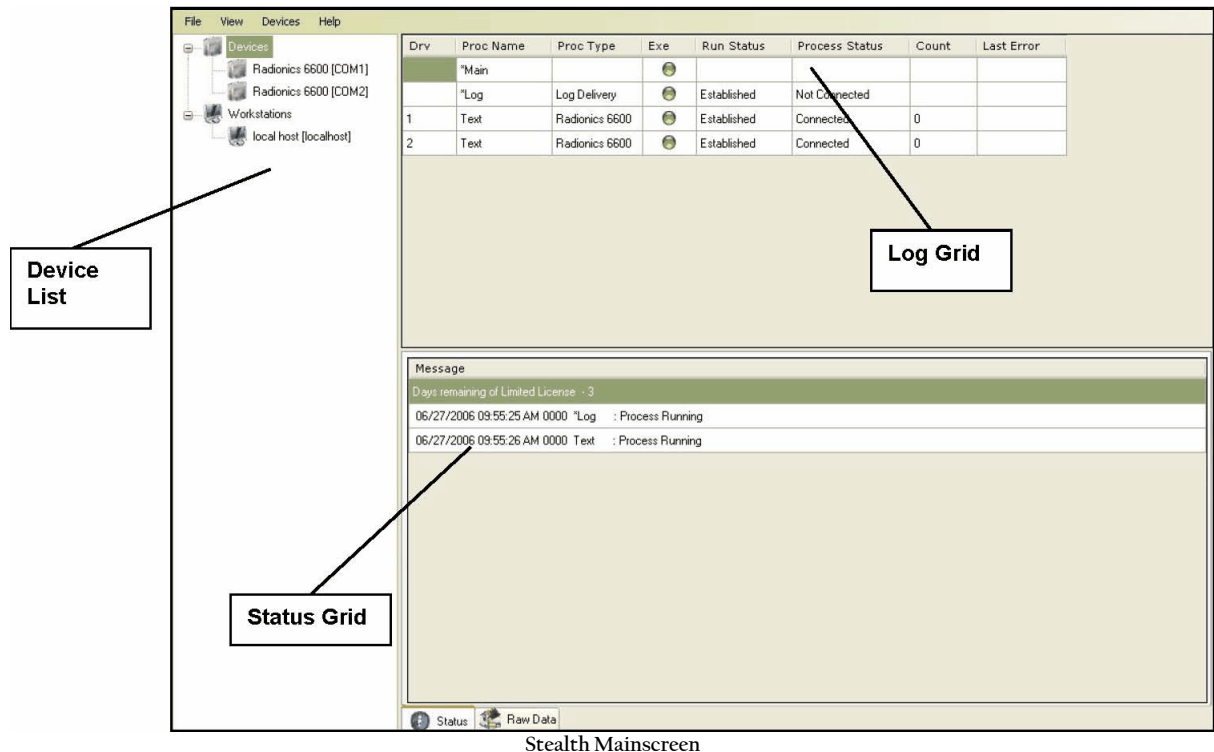 File View Devices Help
Devices
Radionics 6600 [COM1]
Radionics 6600 [COM2]
Workstations
local host [localhost]
Drv Proc Name Proc Type Exe Run Status Process Status Count Last Error
*Main
*Log Log Delivery Established Not Connected
1 Text Radionics 6600 Established Connected 0
2 Text Radionics 6600 Established Connected 0
Device
List
Log Grid
Message
Days remaining of Limited License - 3
06/27/2006 09:55:25 AM 0000 *Log : Process Running
06/27/2006 09:55:26 AM 0000 Text : Process Running
Status Grid
Status Raw Data
Stealth Mainscreen